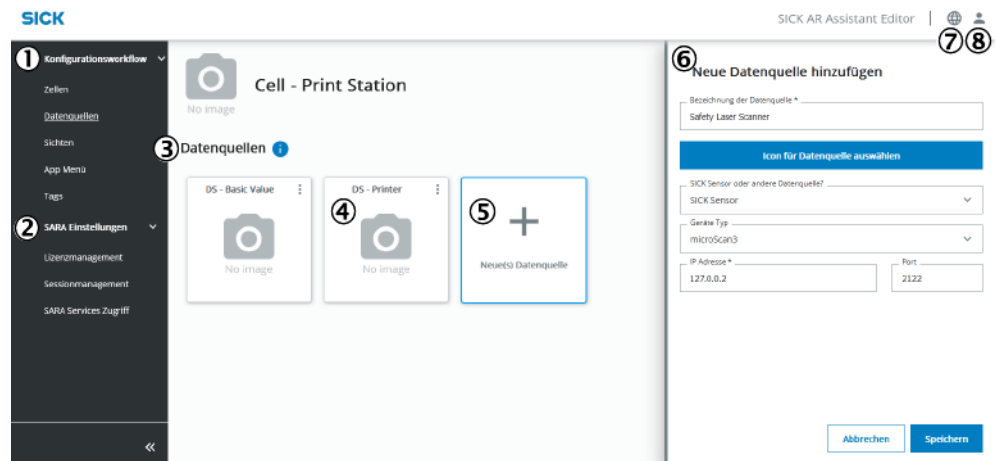 SICK
SICK AR Assistant Editor
⑦ ⑧
① Konfigurationsworkflow
Zellen
Datenquellen
Sichten
App Menü
Tags
② SARA Einstellungen
Lizenzmanagement
Sessionmanagement
SARA Services Zugriff
«
No image
Cell - Print Station
③ Datenquellen i
DS - Basic Value
No image
DS - Printer
④
No image
⑤
+
Neue(s) Datenquelle
⑥
Neue Datenquelle hinzufügen
Bezeichnung der Datenquelle *
Safety Laser Scanner
Icon für Datenquelle auswählen
SICK Sensor oder andere Datenquelle?
SICK Sensor
Geräte Typ
microScan3
IP Adresse * Port
127.0.0.2 2122
Abbrechen Speichern